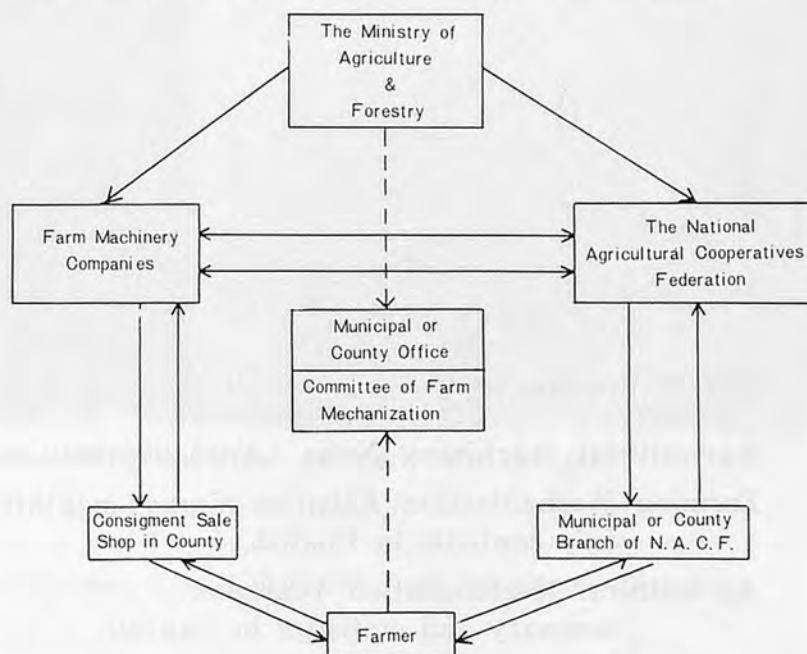 The Ministry of
Agriculture
&
Forestry
Farm Machinery
Companies
The National
Agricultural Cooperatives
Federation
Municipal or
County Office
Committee of Farm
Mechanization
Consigment Sale
Shop in County
Municipal or County
Branch of N. A. C. F.
Farmer